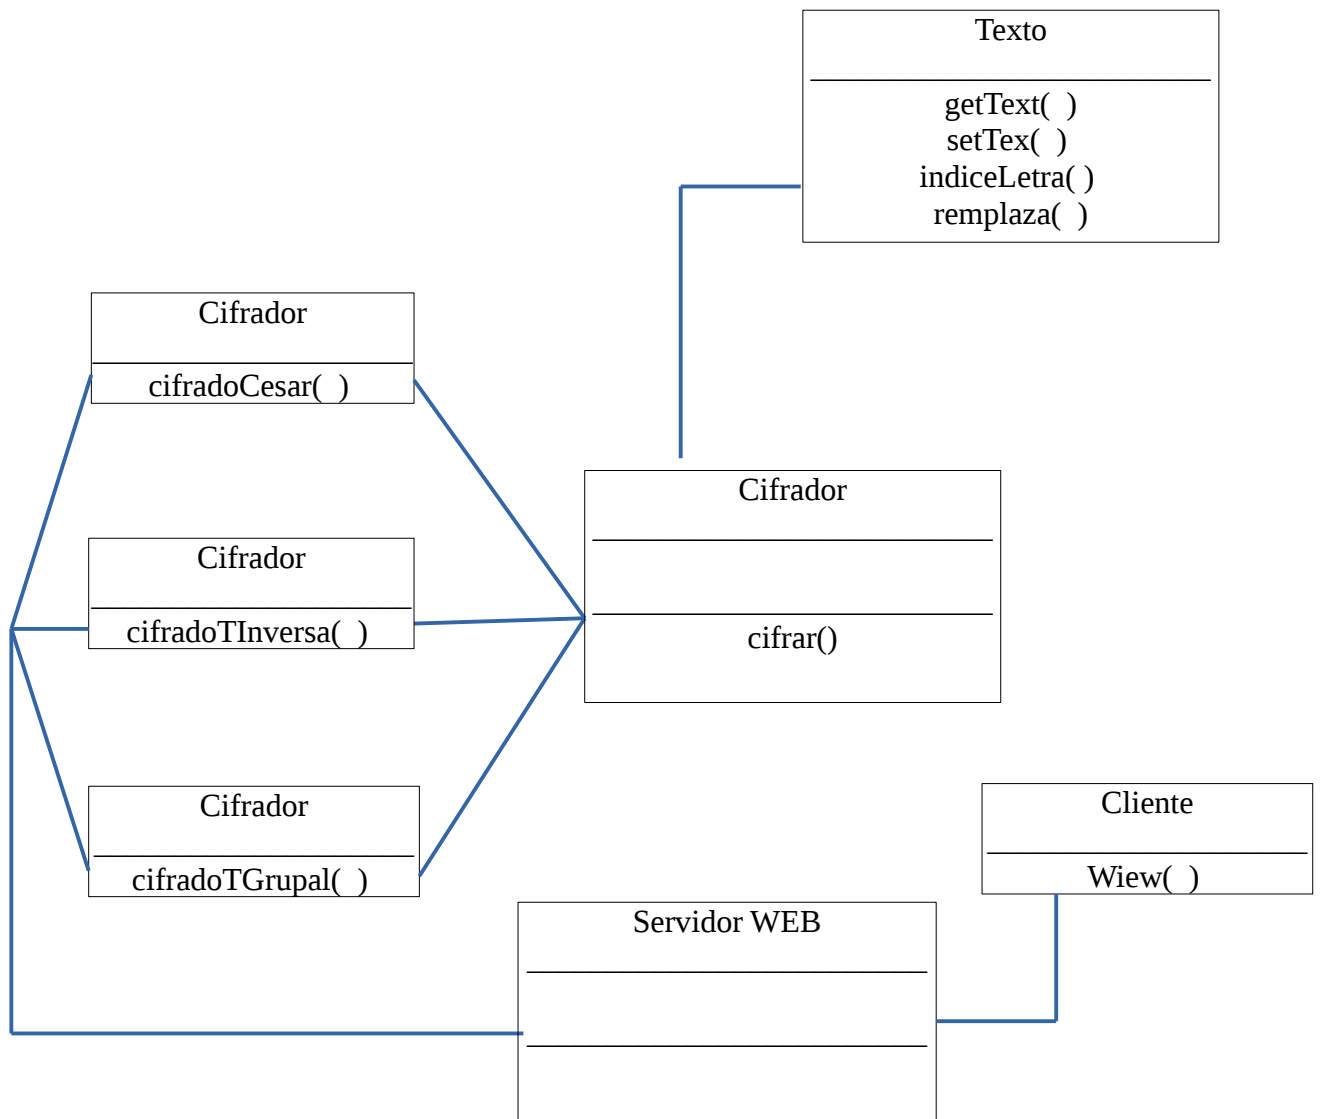 Texto
getText(  )
setTex(  )
indiceLetra( )
remplaza(  )
Cifrador
cifradoCesar(  )
Cifrador
cifrar()
Cifrador
cifradoTInversa(  )
Cifrador
cifradoTGrupal(  )
Cliente
Wiew(  )
Servidor WEB